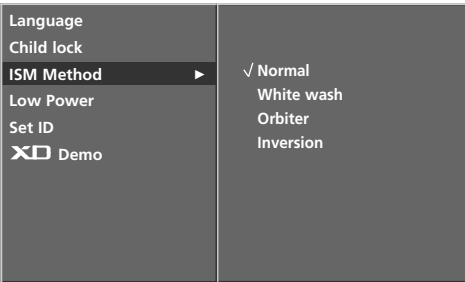 Language
Child lock
ISM Method ►
Low Power
Set ID
XD Demo
√ Normal
White wash
Orbiter
Inversion